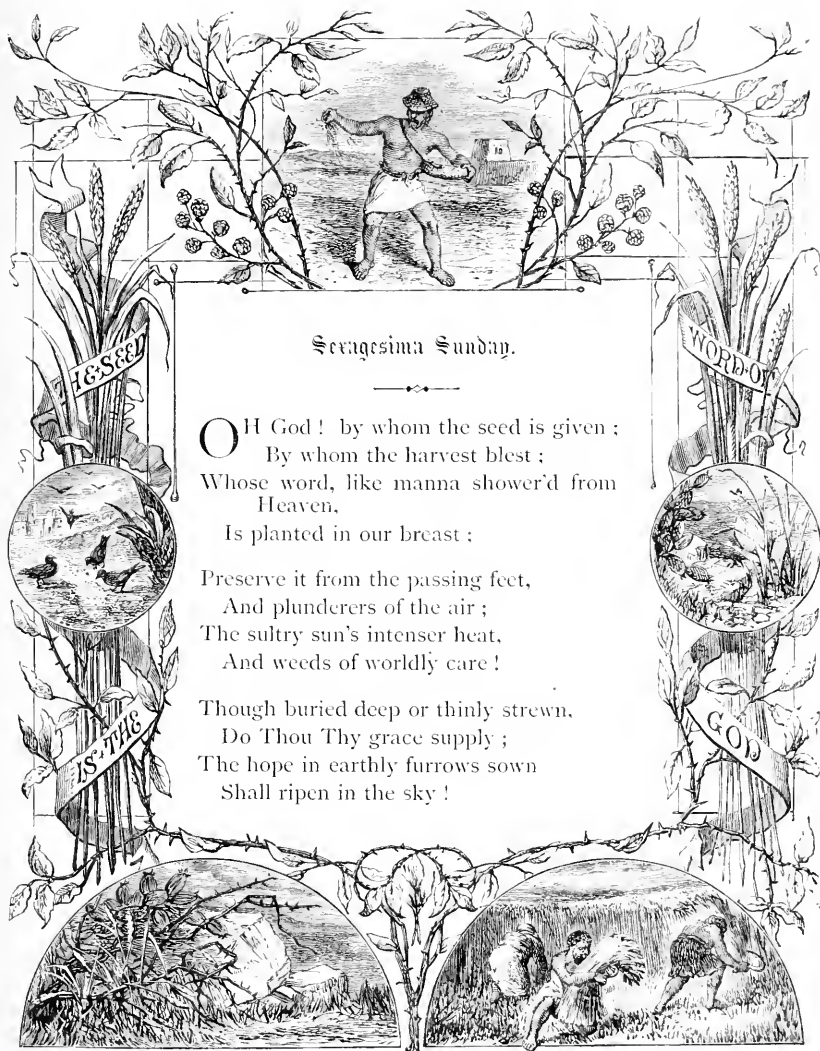 THE·SEED
WORD·OF
IS·THE
GOD
Sexagesima Sunday.
OH God ! by whom the seed is given ;
By whom the harvest blest ;
Whose word, like manna shower'd from
Heaven,
Is planted in our breast ;
Preserve it from the passing feet,
And plunderers of the air ;
The sultry sun's intenser heat,
And weeds of worldly care !
Though buried deep or thinly strewn,
Do Thou Thy grace supply ;
The hope in earthly furrows sown
Shall ripen in the sky !